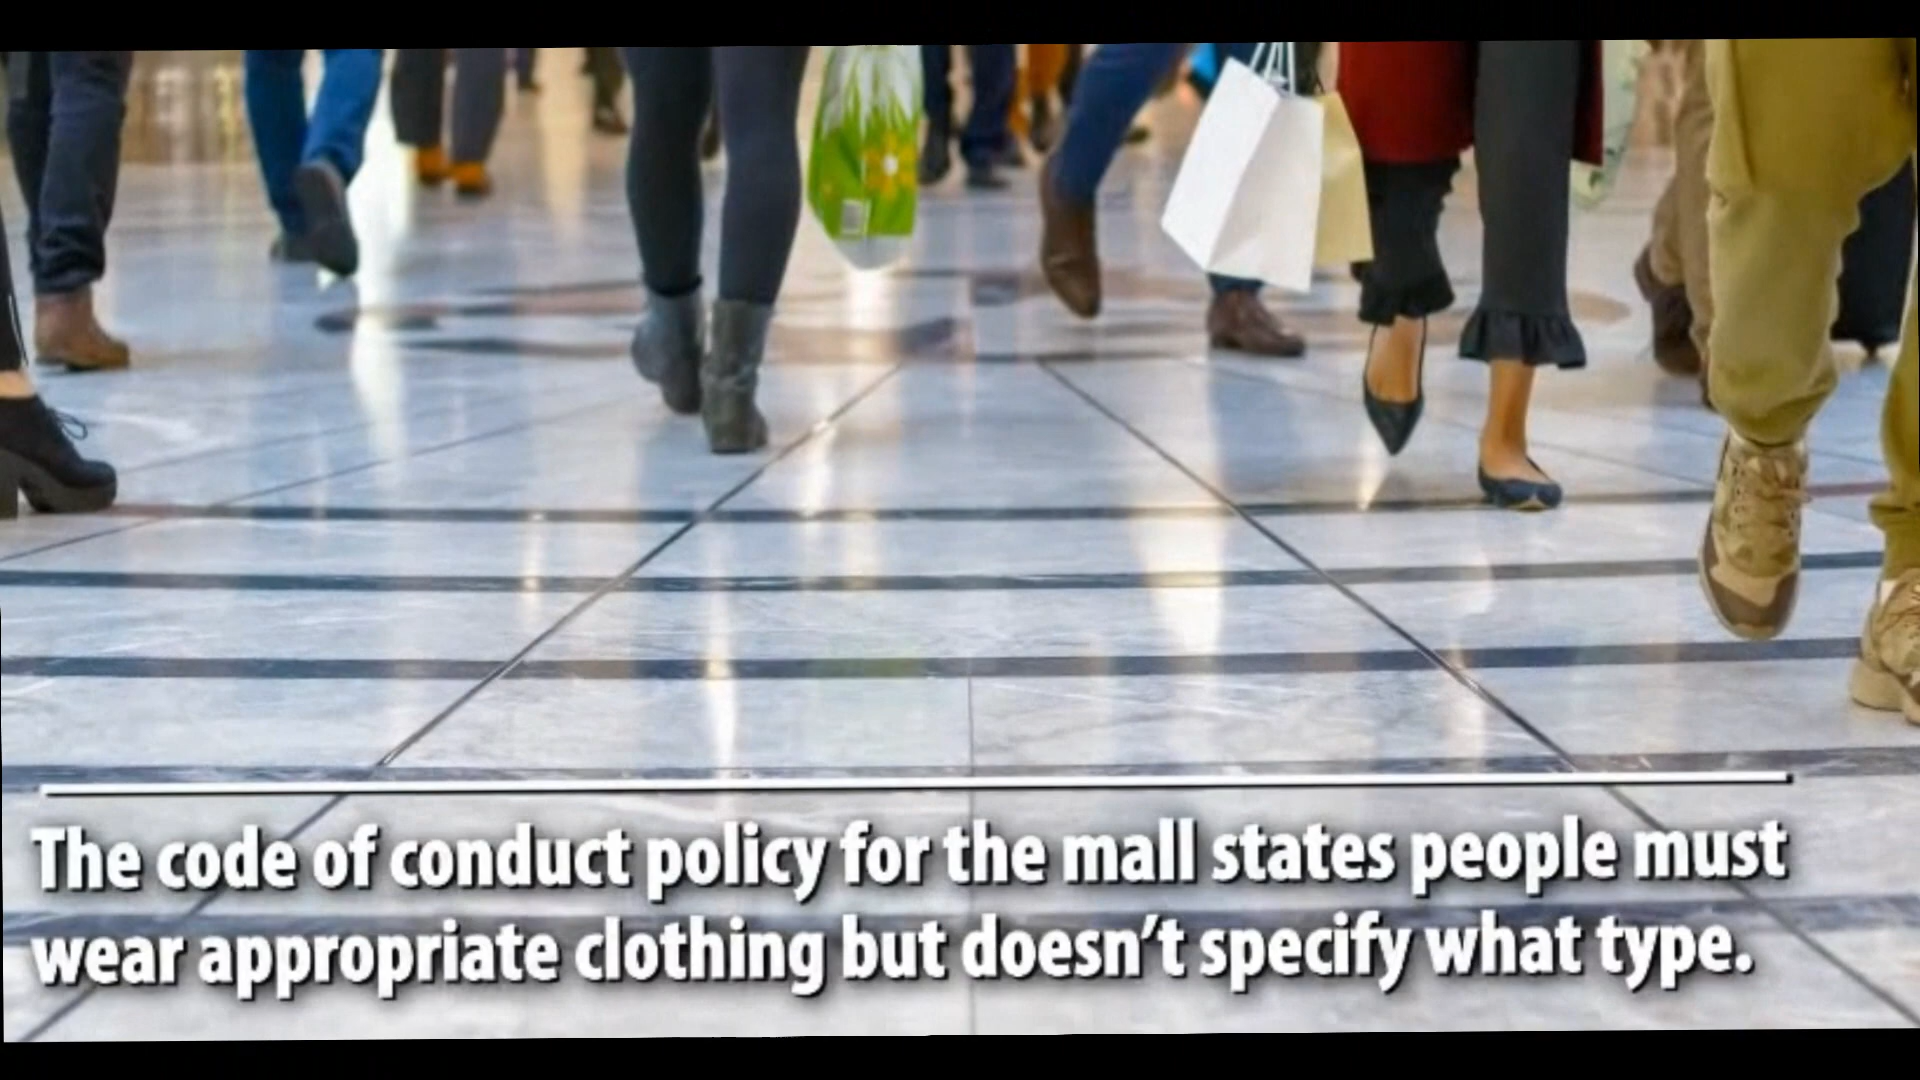 The code of conduct policy for the mall states people must
wear appropriate clothing but doesn't specify what type.